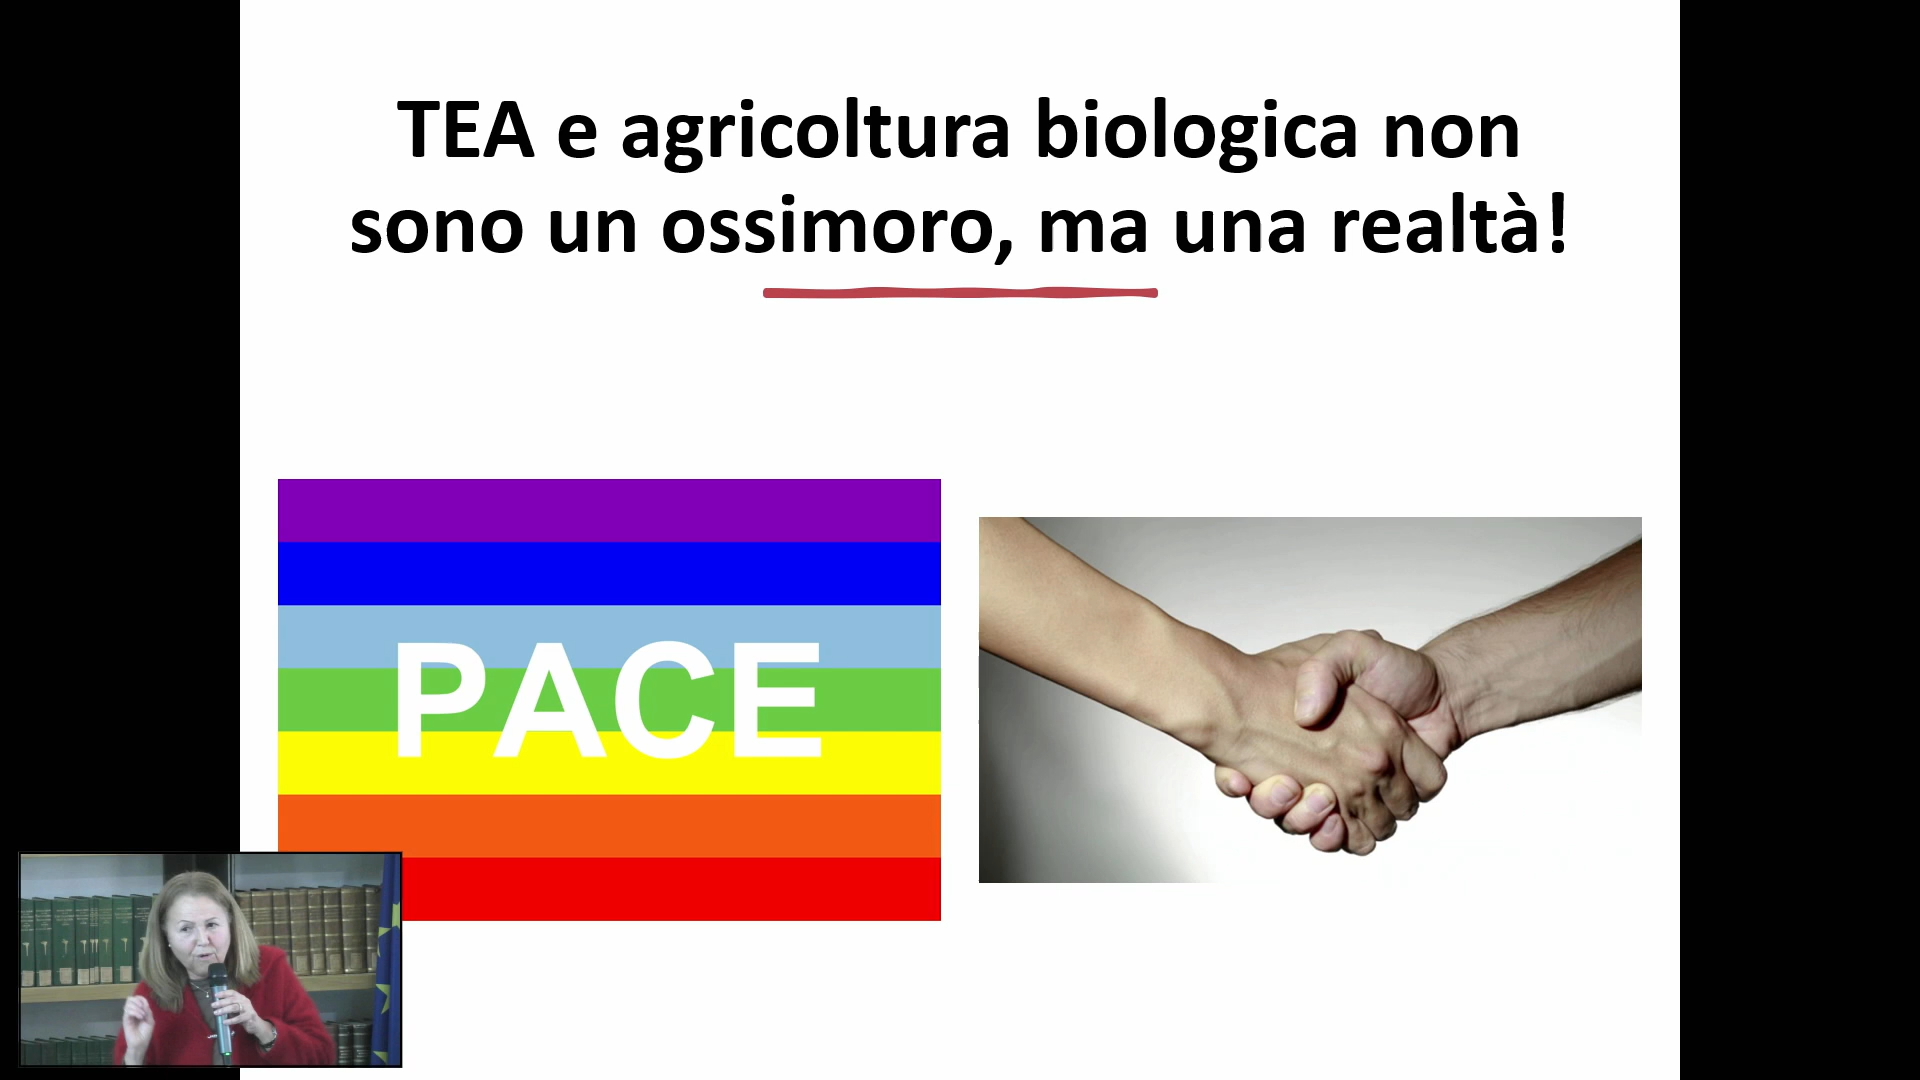 TEA e agricoltura biologica non
sono un ossimoro, ma una realtà!
PACE